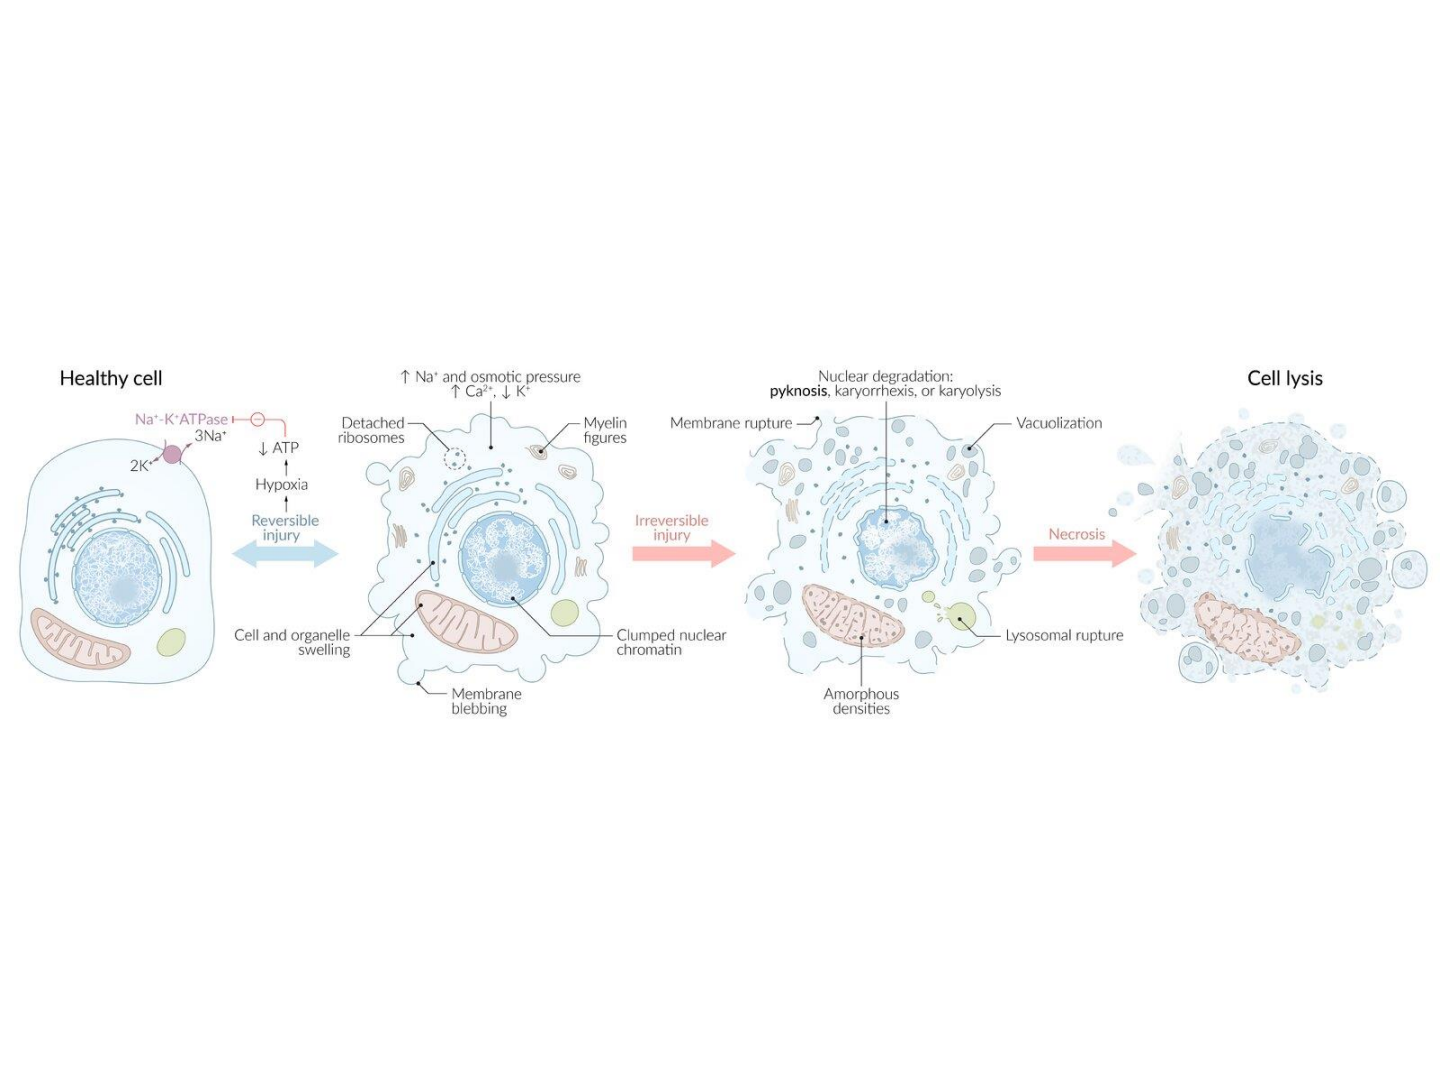 Healthy cell
Na⁺-K⁺ATPase
3Na⁺
2K⁺
↓ ATP
Hypoxia
Reversible
injury
↑ Na⁺ and osmotic pressure
↑ Ca²⁺, ↓ K⁺
Detached
ribosomes
Myelin
figures
Cell and organelle
swelling
Clumped nuclear
chromatin
Membrane
blebbing
Irreversible
injury
Nuclear degradation:
pyknosis, karyorrhexis, or karyolysis
Membrane rupture
Vacuolization
Lysosomal rupture
Amorphous
densities
Necrosis
Cell lysis